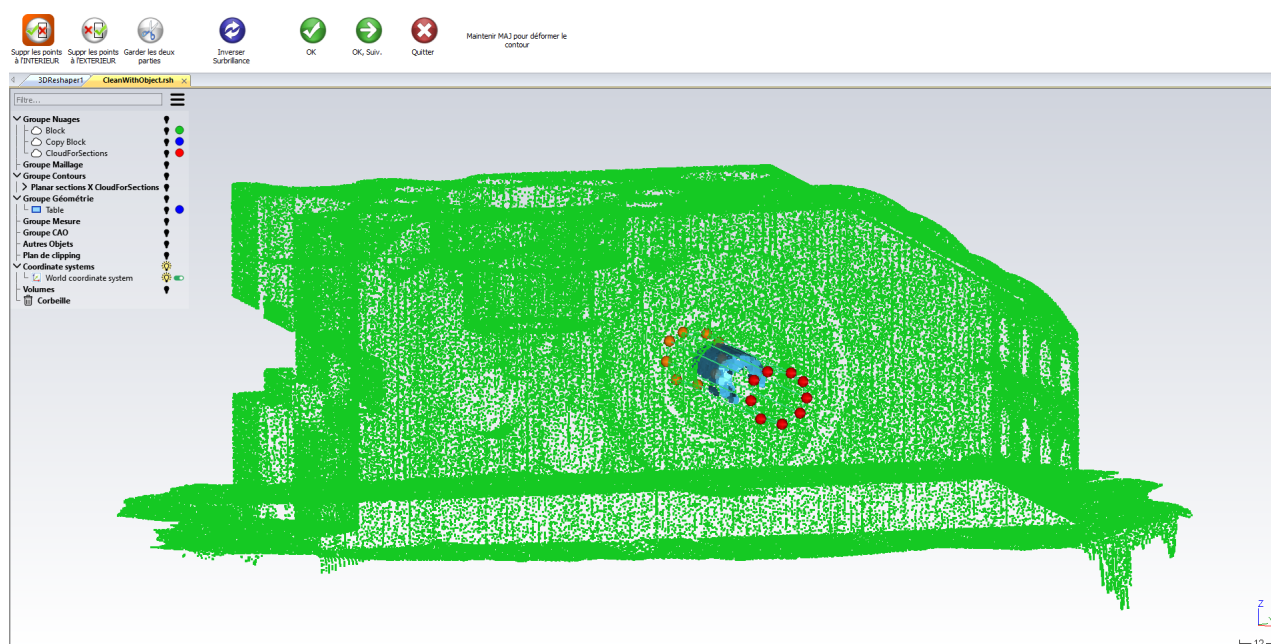 Suppr les points
à l'INTERIEUR
Suppr les points
à l'EXTERIEUR
Garder les deux
parties
Inverser
Surbrillance
OK
OK, Suiv.
Quitter
Maintenir MAJ pour déformer le
contour
3DReshaper1
CleanWithObject.rsh
Filtre...
Groupe Nuages
Block
Copy Block
CloudForSections
Groupe Maillage
Groupe Contours
Planar sections X CloudForSections
Groupe Géométrie
Table
Groupe Mesure
Groupe CAO
Autres Objets
Plan de clipping
Coordinate systems
World coordinate system
Volumes
Corbeille
Z
12